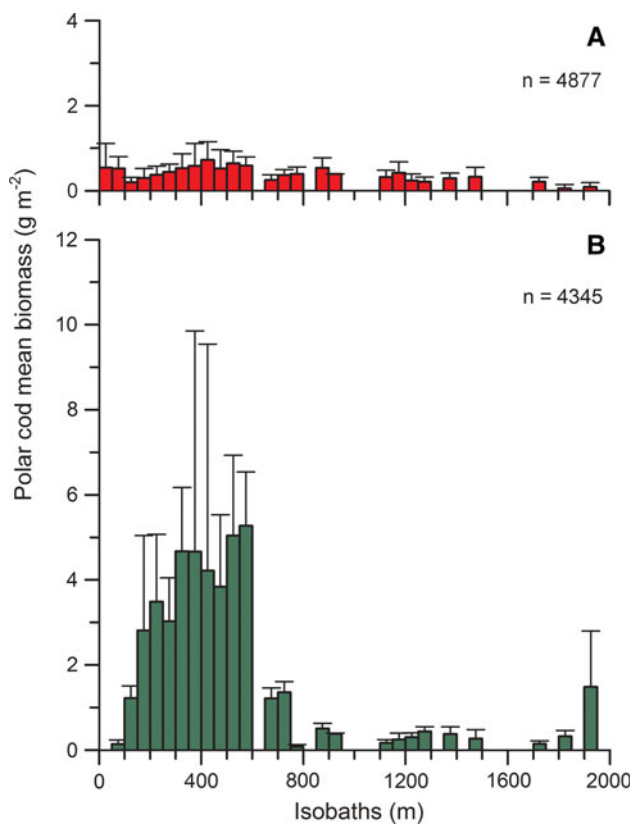 4
A
n = 4877
2
0
12
B
n = 4345
10
8
6
4
2
0
Polar cod mean biomass (g m⁻²)
0 400 800 1200 1600 2000
Isobaths (m)